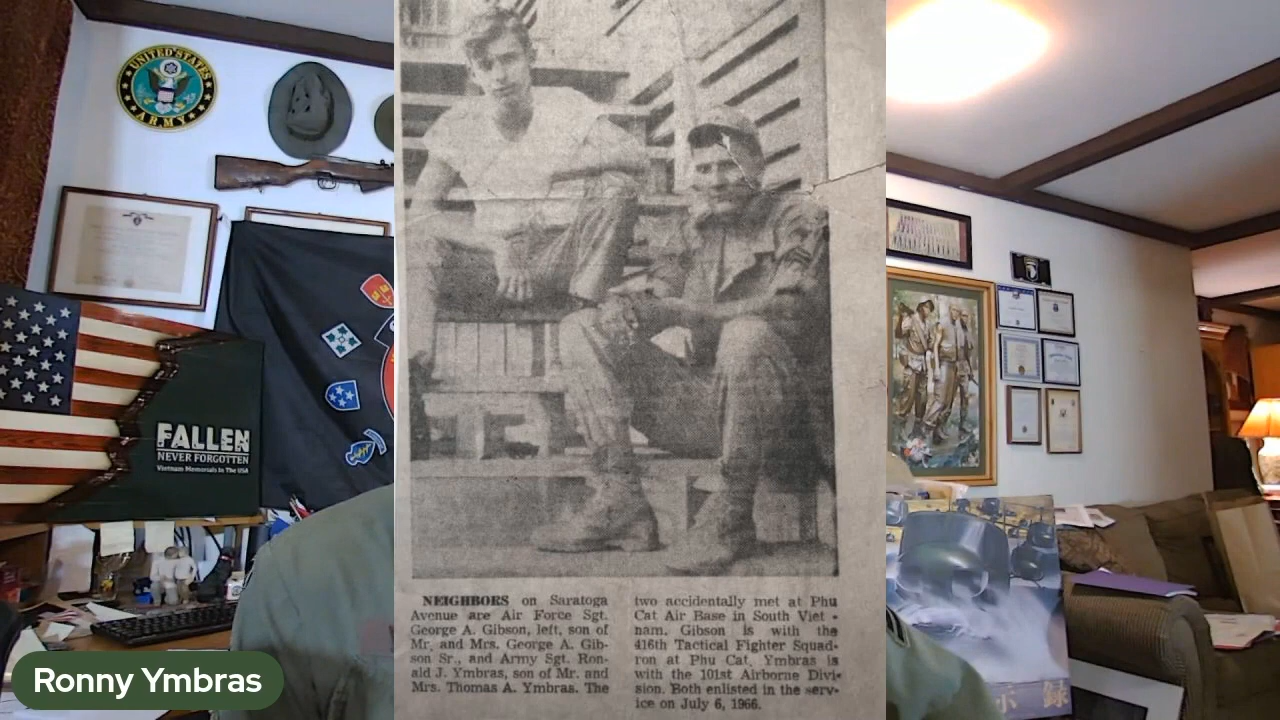 UNITED STATES
ARMY
FALLEN
NEVER FORGOTTEN
Vietnam Memorials In The USA
NEIGHBORS on Saratoga
Avenue are Air Force Sgt.
George A. Gibson, left, son of
Mr. and Mrs. George A. Gib-
son Sr., and Army Sgt. Ron-
ald J. Ymbras, son of Mr. and
Mrs. Thomas A. Ymbras. The
two accidentally met at Phu
Cat Air Base in South Viet -
nam. Gibson is with the
416th Tactical Fighter Squad-
ron at Phu Cat. Ymbras is
with the 101st Airborne Divi-
sion. Both enlisted in the serv-
ice on July 6, 1966.
示録
Ronny Ymbras